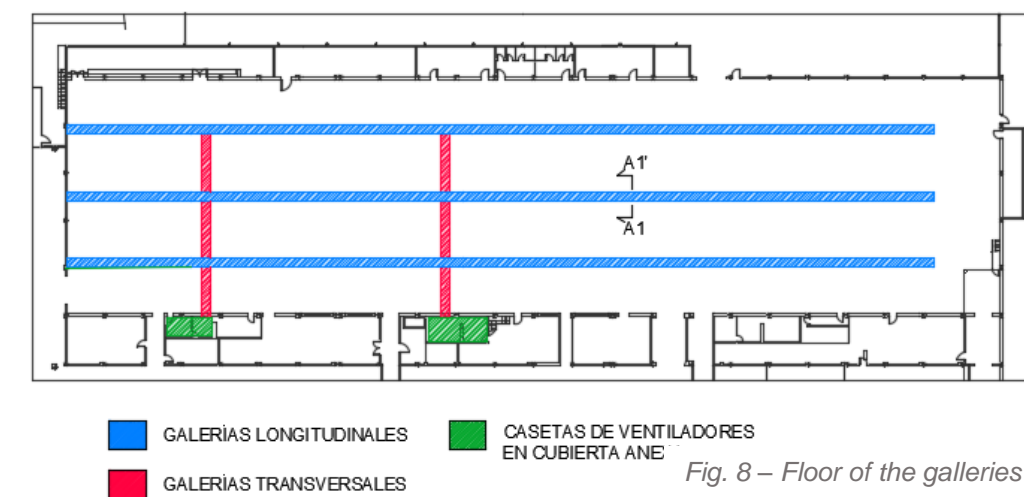 A1'
A1
GALERÍAS LONGITUDINALES
CASETAS DE VENTILADORES
EN CUBIERTA
GALERÍAS TRANSVERSALES
Fig. 8 – Floor of the galleries